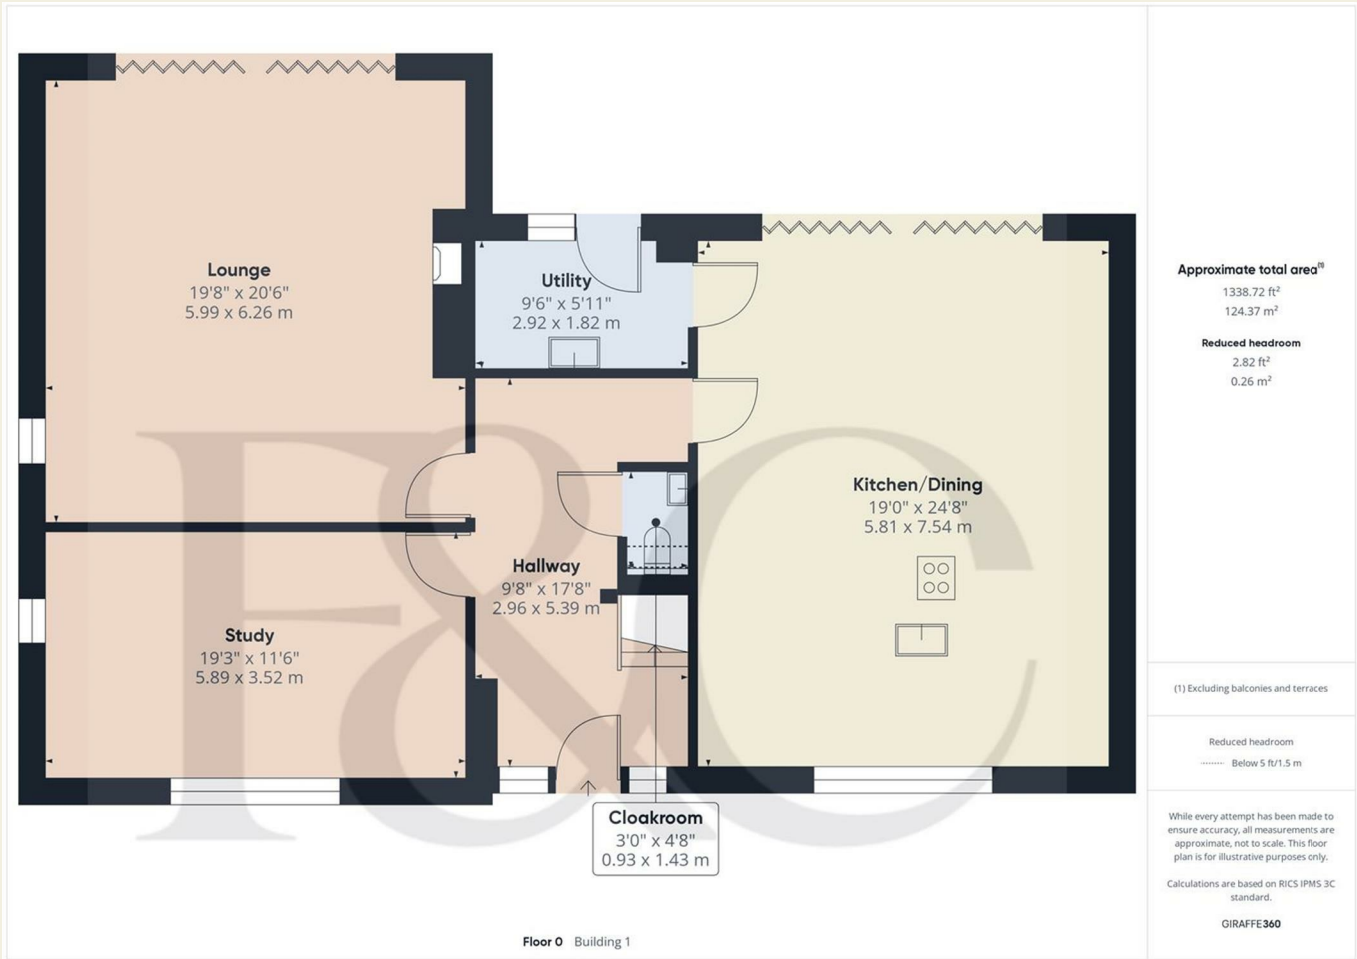 Lounge
19'8" x 20'6"
5.99 x 6.26 m
Utility
9'6" x 5'11"
2.92 x 1.82 m
Kitchen/Dining
19'0" x 24'8"
5.81 x 7.54 m
Hallway
9'8" x 17'8"
2.96 x 5.39 m
Study
19'3" x 11'6"
5.89 x 3.52 m
Cloakroom
3'0" x 4'8"
0.93 x 1.43 m
F&C
Floor 0 Building 1
Approximate total area(1)
1338.72 ft²
124.37 m²
Reduced headroom
2.82 ft²
0.26 m²
(1) Excluding balconies and terraces
Reduced headroom
Below 5 ft/1.5 m
While every attempt has been made to
ensure accuracy, all measurements are
approximate, not to scale. This floor
plan is for illustrative purposes only.
Calculations are based on RICS IPMS 3C
standard.
GIRAFFE360